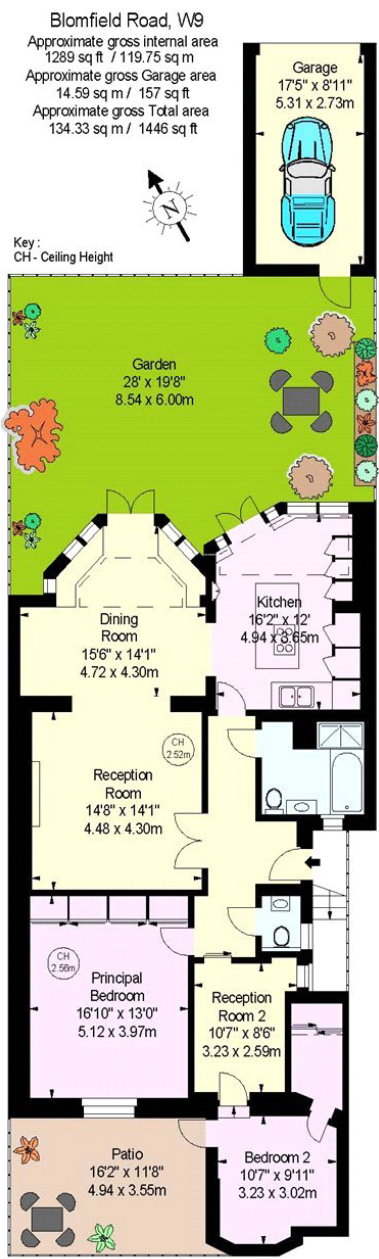 Blomfield Road, W9
Approximate gross internal area
1289 sq ft / 119.75 sq m
Approximate gross Garage area
14.59 sq m / 157 sq ft
Approximate gross Total area
134.33 sq m / 1446 sq ft
Garage
17'5" x 8'11"
5.31 x 2.73m
N
Key :
CH - Ceiling Height
Garden
28' x 19'8"
8.54 x 6.00m
Kitchen
16'2" x 12'
4.94 x 3.65m
Dining
Room
15'6" x 14'1"
4.72 x 4.30m
CH
2.52m
Reception
Room
14'8" x 14'1"
4.48 x 4.30m
CH
2.56m
Principal
Bedroom
16'10" x 13'0"
5.12 x 3.97m
Reception
Room 2
10'7" x 8'6"
3.23 x 2.59m
Patio
16'2" x 11'8"
4.94 x 3.55m
Bedroom 2
10'7" x 9'11"
3.23 x 3.02m